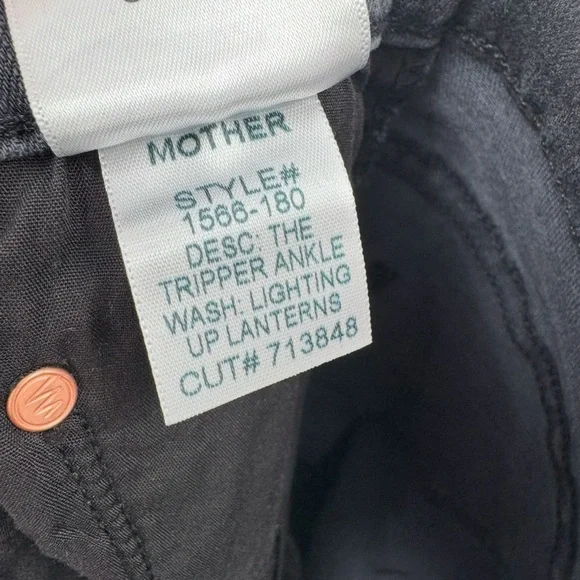 MOTHER
STYLE#
1566-180
DESC: THE
TRIPPER ANKLE
WASH: LIGHTING
UP LANTERNS
CUT# 713848